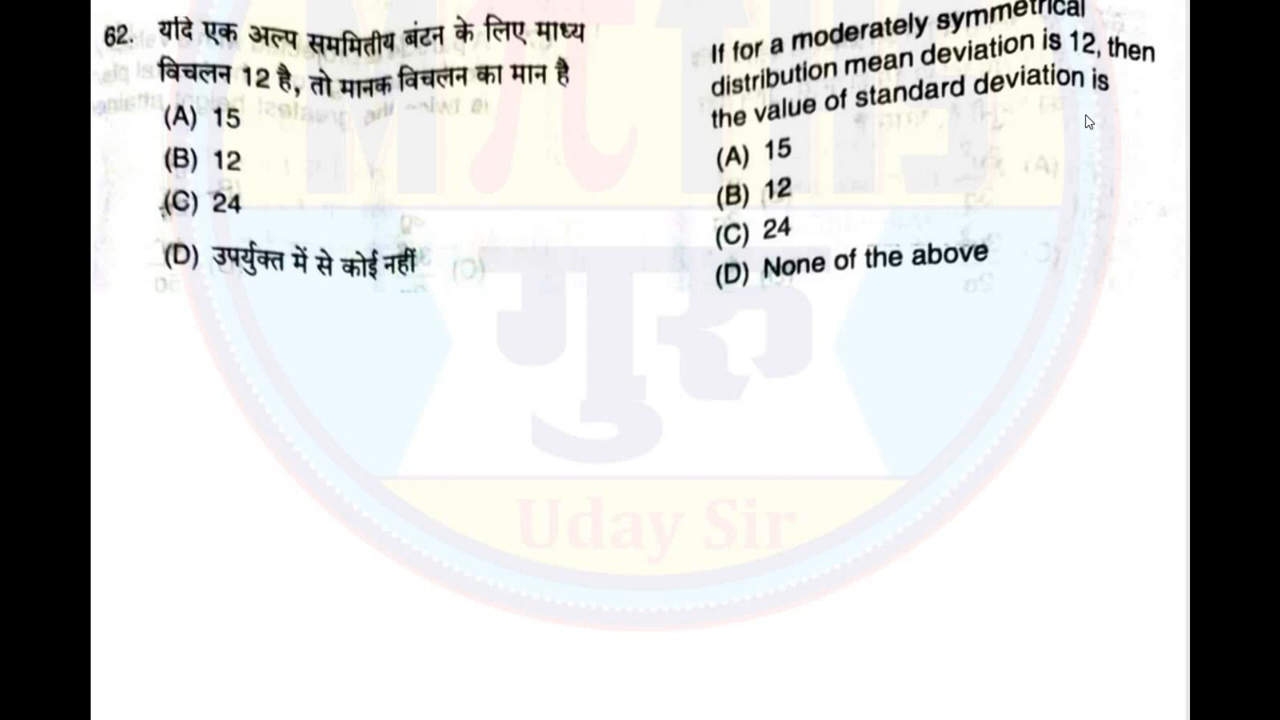 62. यदि एक अल्प सममितीय बंटन के लिए माध्य
विचलन 12 है, तो मानक विचलन का मान है
(A) 15
(B) 12
(C) 24
(D) उपर्युक्त में से कोई नहीं
If for a moderately symmetrical
distribution mean deviation is 12, then
the value of standard deviation is
(A) 15
(B) 12
(C) 24
(D) None of the above
गुरु
Uday Sir